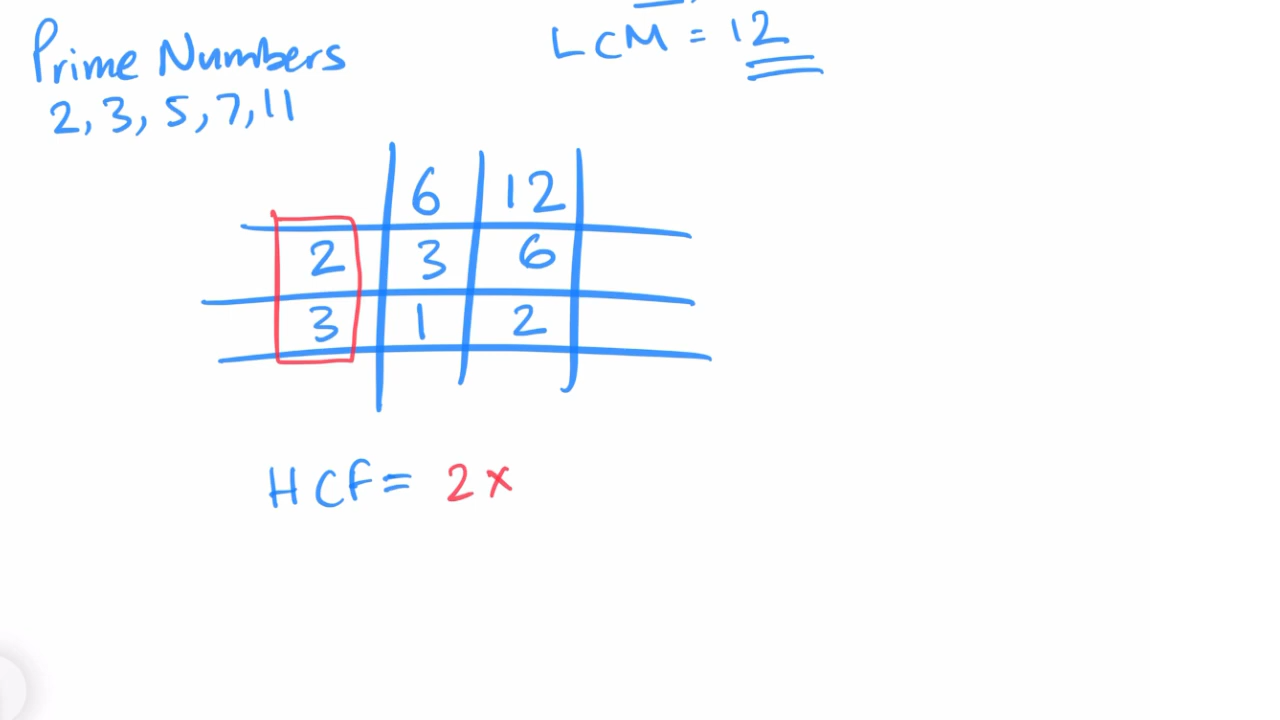 Prime Numbers
2, 3, 5, 7, 11
LCM = 12
6 12
2 3 6
3 1 2
HCF = 2 x